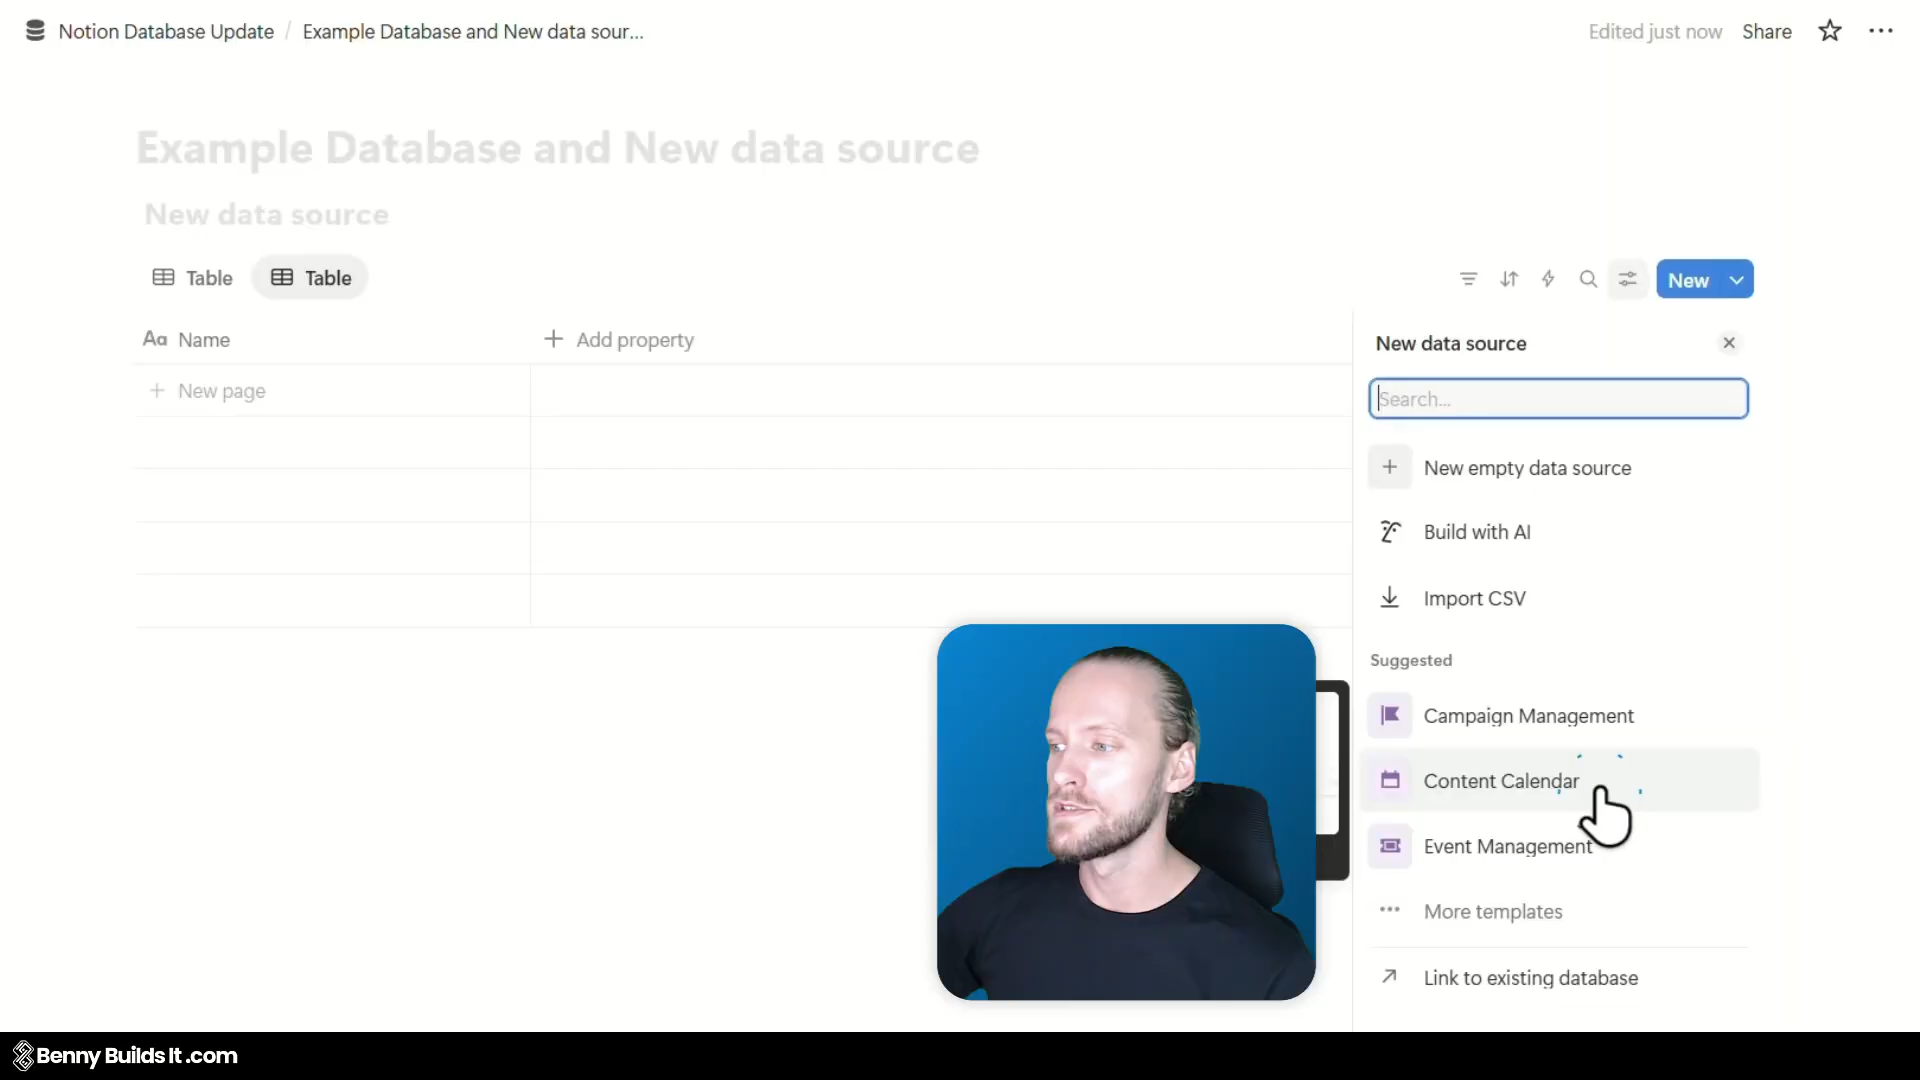 Notion Database Update / Example Database and New data sour...
Edited just now Share
Example Database and New data source
New data source
Table Table
New
Aa Name
+ Add property
+ New page
New data source
Search...
New empty data source
Build with AI
Import CSV
Suggested
Campaign Management
Content Calendar
Event Management
More templates
Link to existing database
Benny Builds It .com